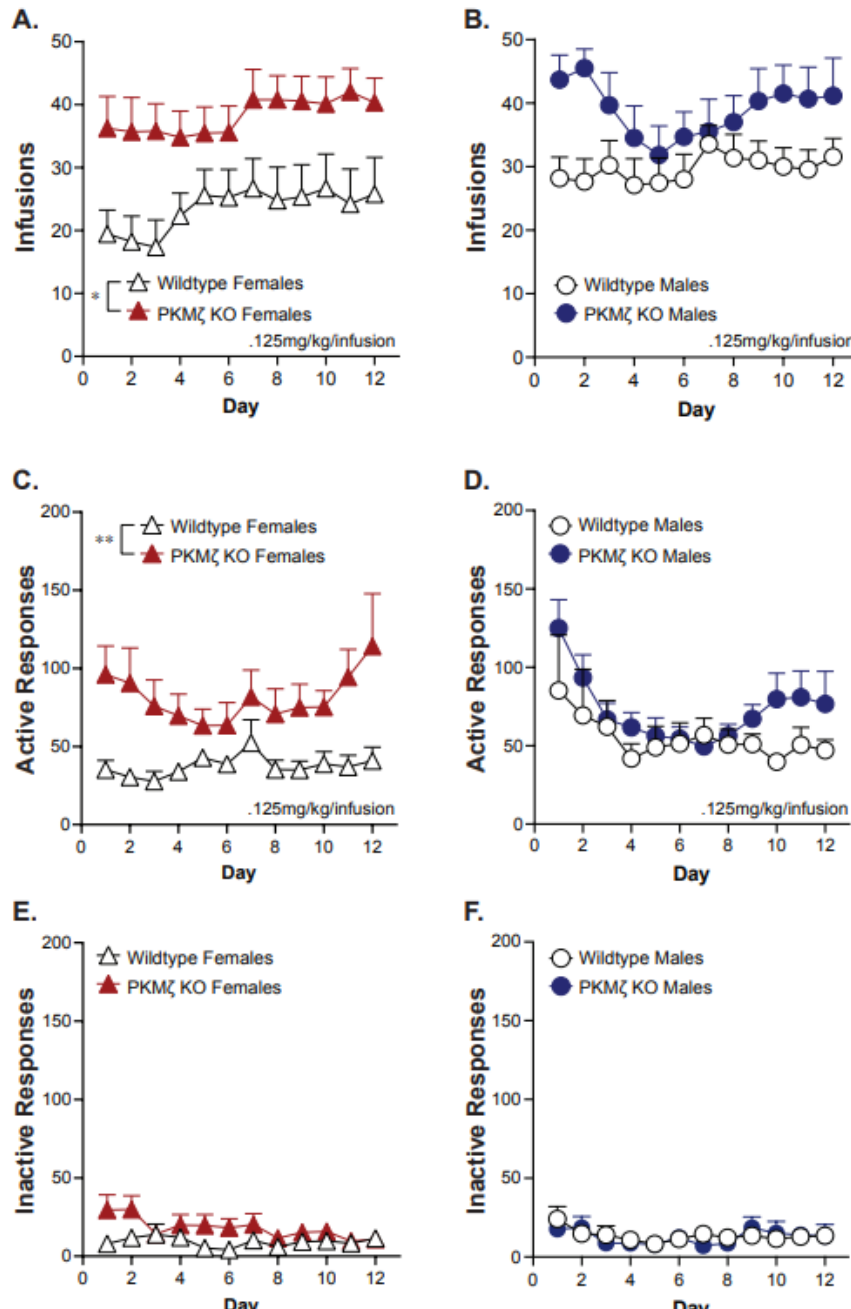 A.
50
40
30
20
10
0
Infusions
Wildtype Females
*
PKMζ KO Females
.125mg/kg/infusion
0 2 4 6 8 10 12
Day
B.
50
40
30
20
10
0
Infusions
Wildtype Males
PKMζ KO Males
.125mg/kg/infusion
0 2 4 6 8 10 12
Day
C.
200
150
100
50
0
Active Responses
Wildtype Females
**
PKMζ KO Females
.125mg/kg/infusion
0 2 4 6 8 10 12
Day
D.
200
150
100
50
0
Active Responses
Wildtype Males
PKMζ KO Males
.125mg/kg/infusion
0 2 4 6 8 10 12
Day
E.
200
150
100
50
0
Inactive Responses
Wildtype Females
PKMζ KO Females
0 2 4 6 8 10 12
Day
F.
200
150
100
50
0
Inactive Responses
Wildtype Males
PKMζ KO Males
0 2 4 6 8 10 12
Day